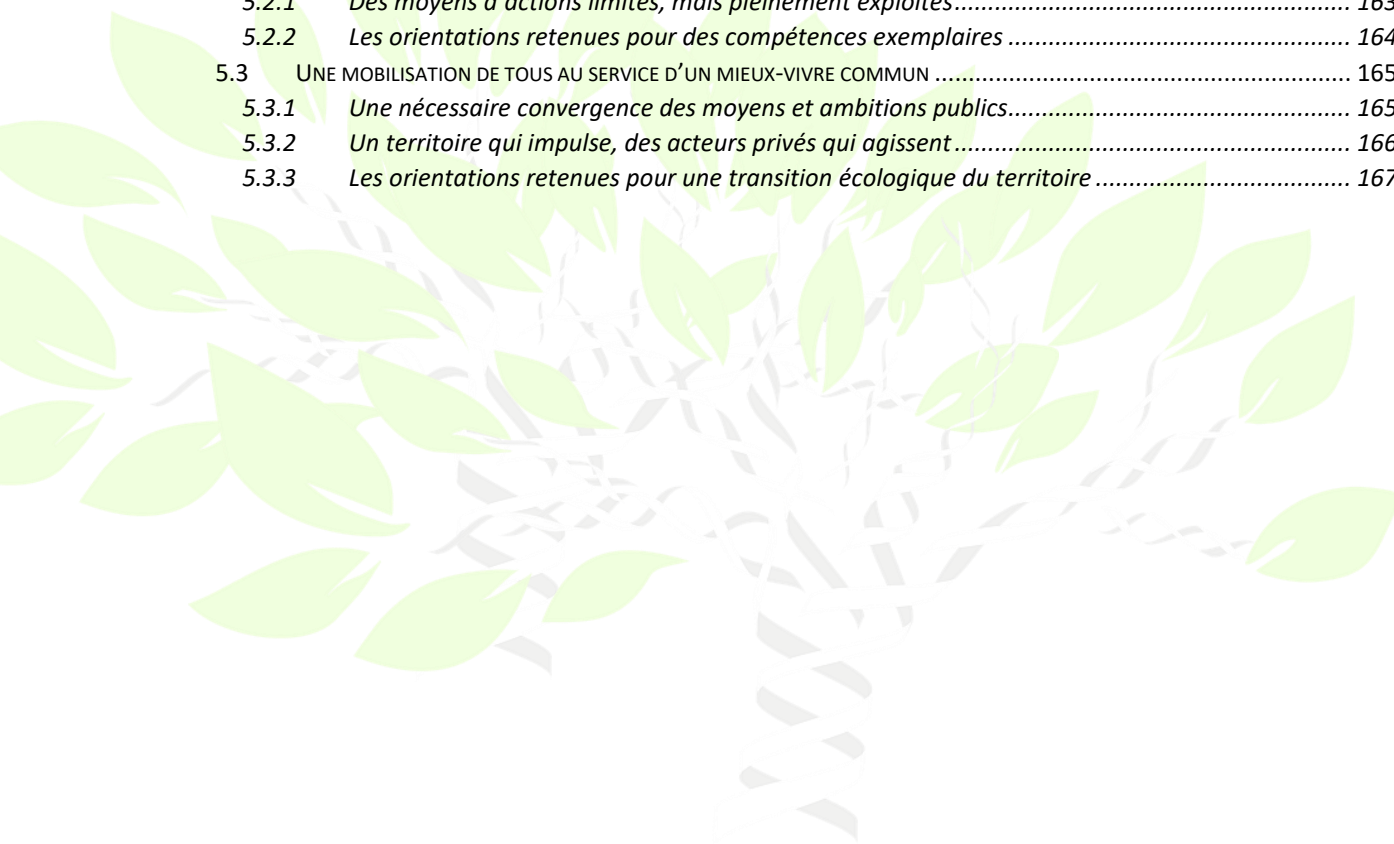 5.2.1 Des moyens d'actions limités, mais pleinement exploités.......................................................... 163
5.2.2 Les orientations retenues pour des compétences exemplaires .................................................. 164
5.3 UNE MOBILISATION DE TOUS AU SERVICE D'UN MIEUX-VIVRE COMMUN ............................................................ 165
5.3.1 Une nécessaire convergence des moyens et ambitions publics.................................................. 165
5.3.2 Un territoire qui impulse, des acteurs privés qui agissent ......................................................... 166
5.3.3 Les orientations retenues pour une transition écologique du territoire ..................................... 167